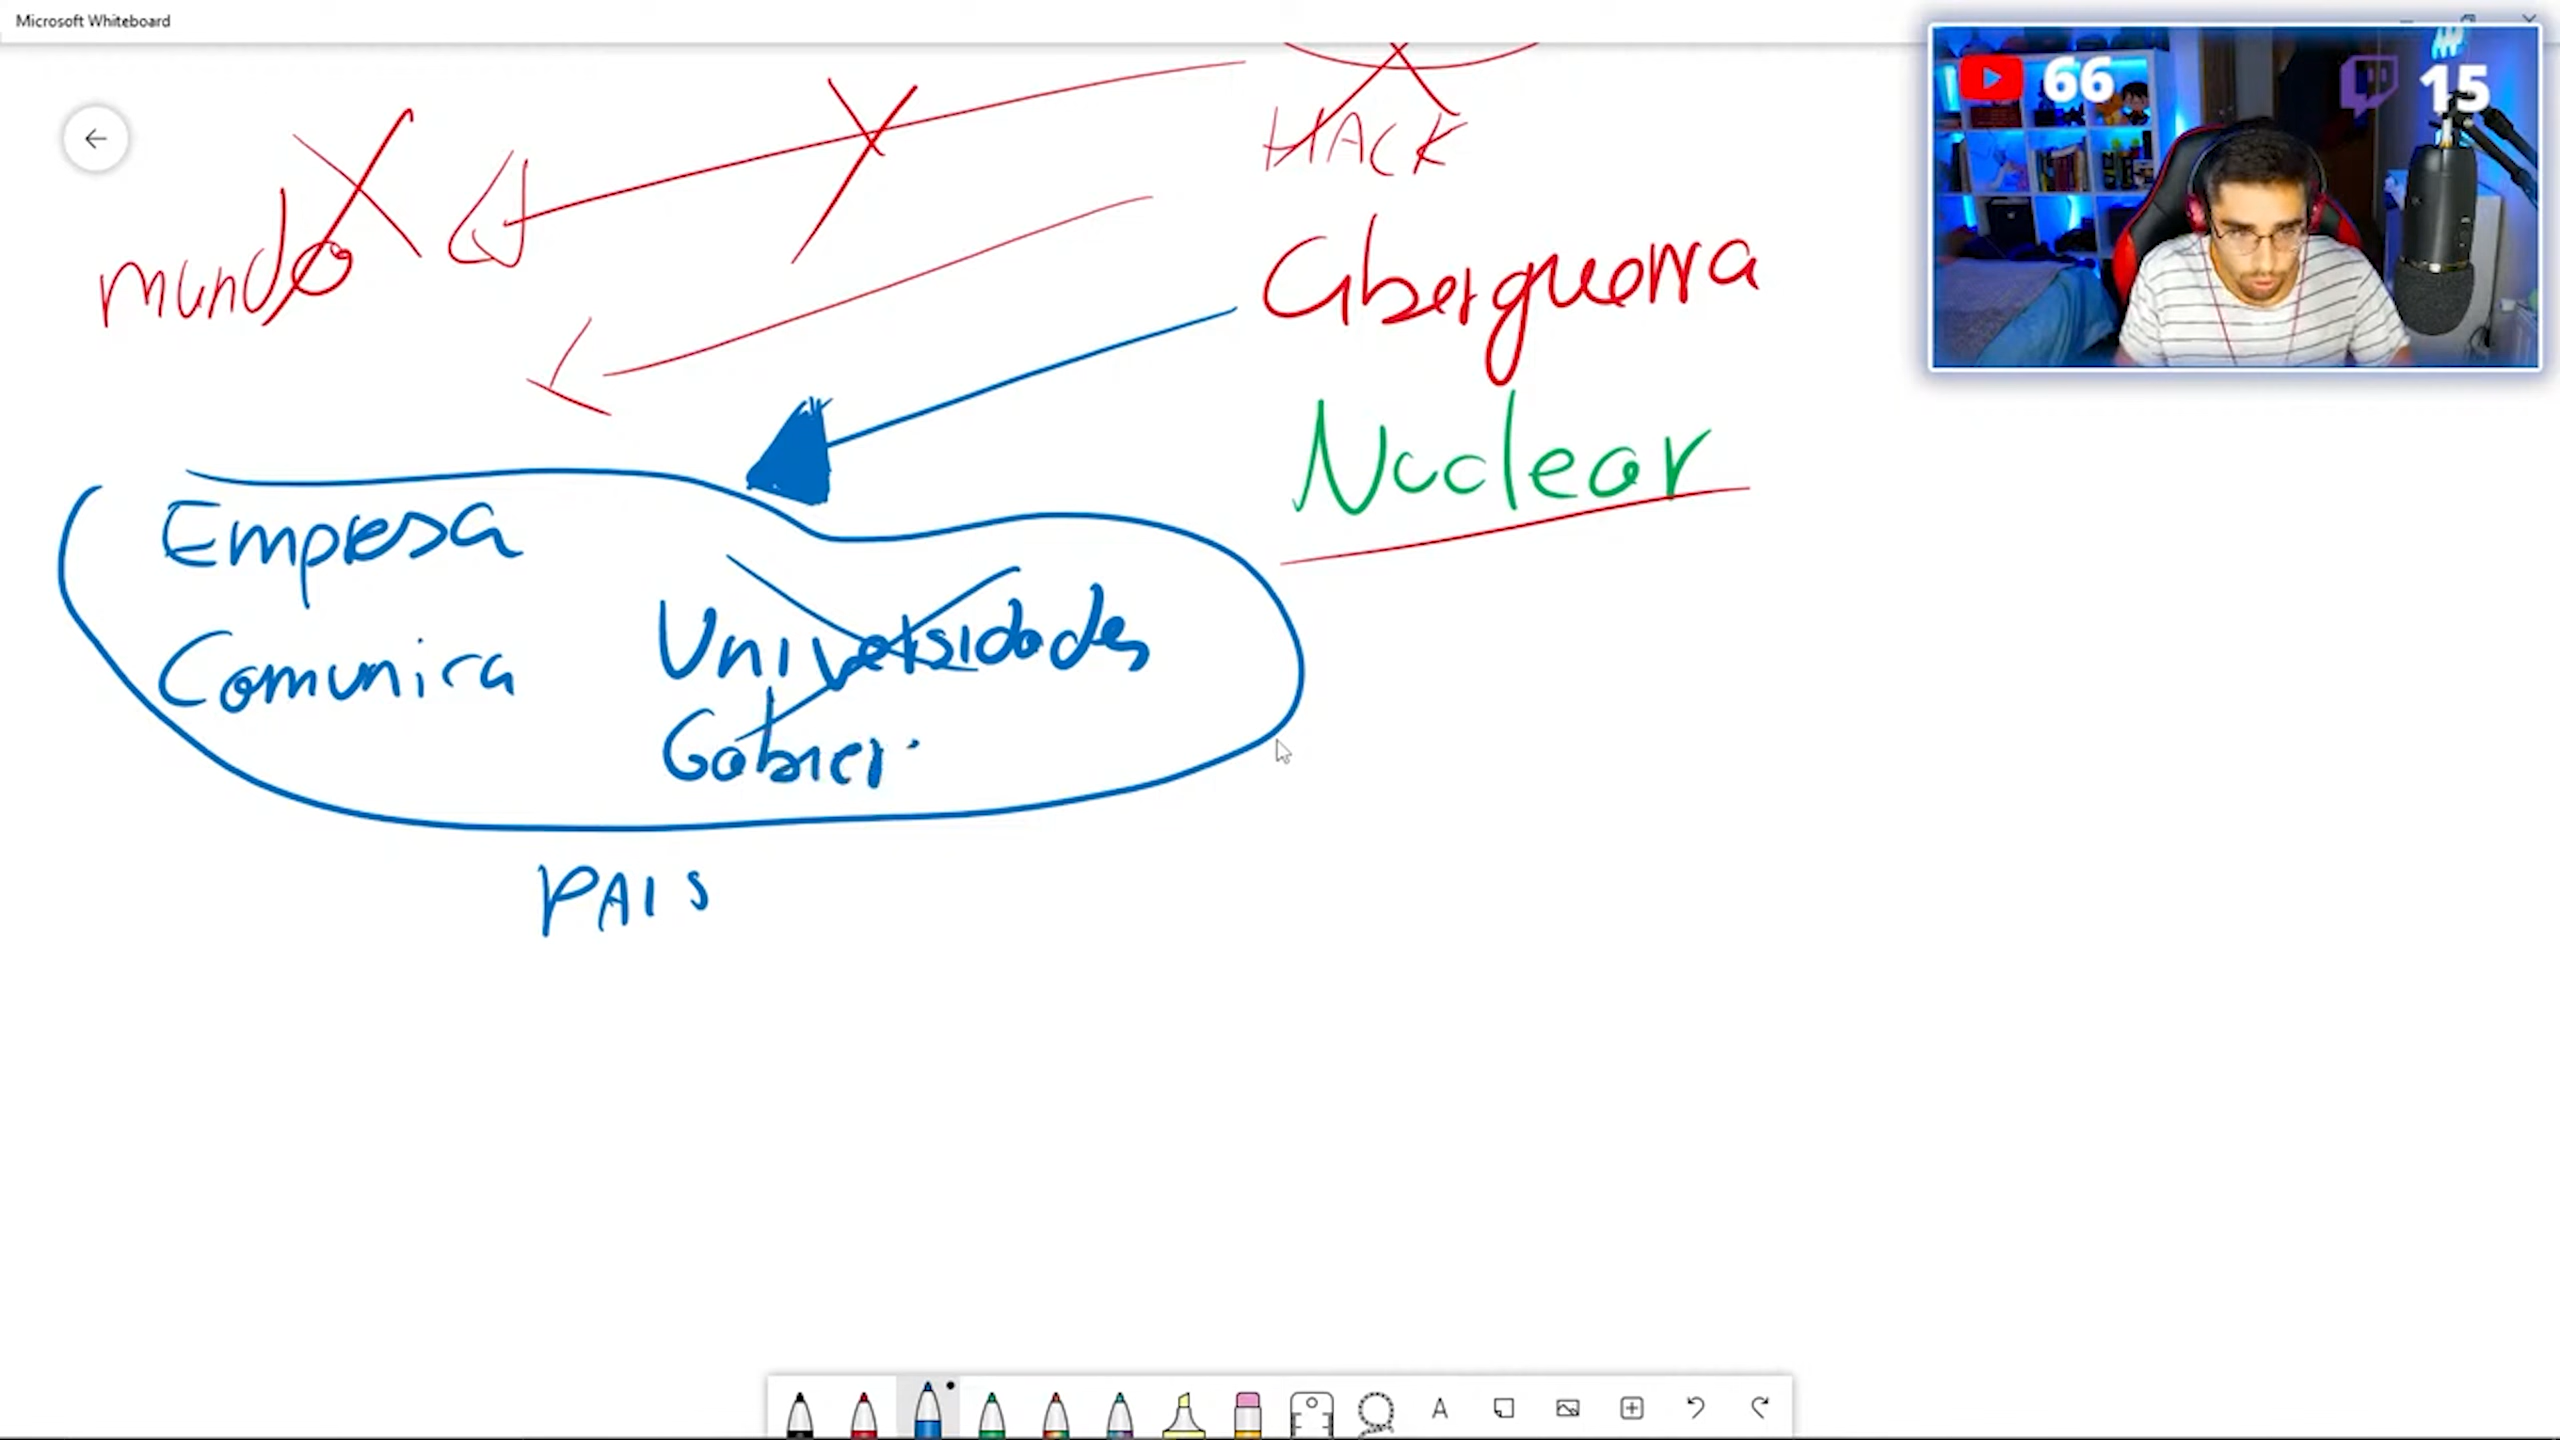 Microsoft Whiteboard
66
15
HACK
mundo
Ciberguerra
Nuclear
Empresa
Universidades
Comunica
Gobier.
PAIS
A